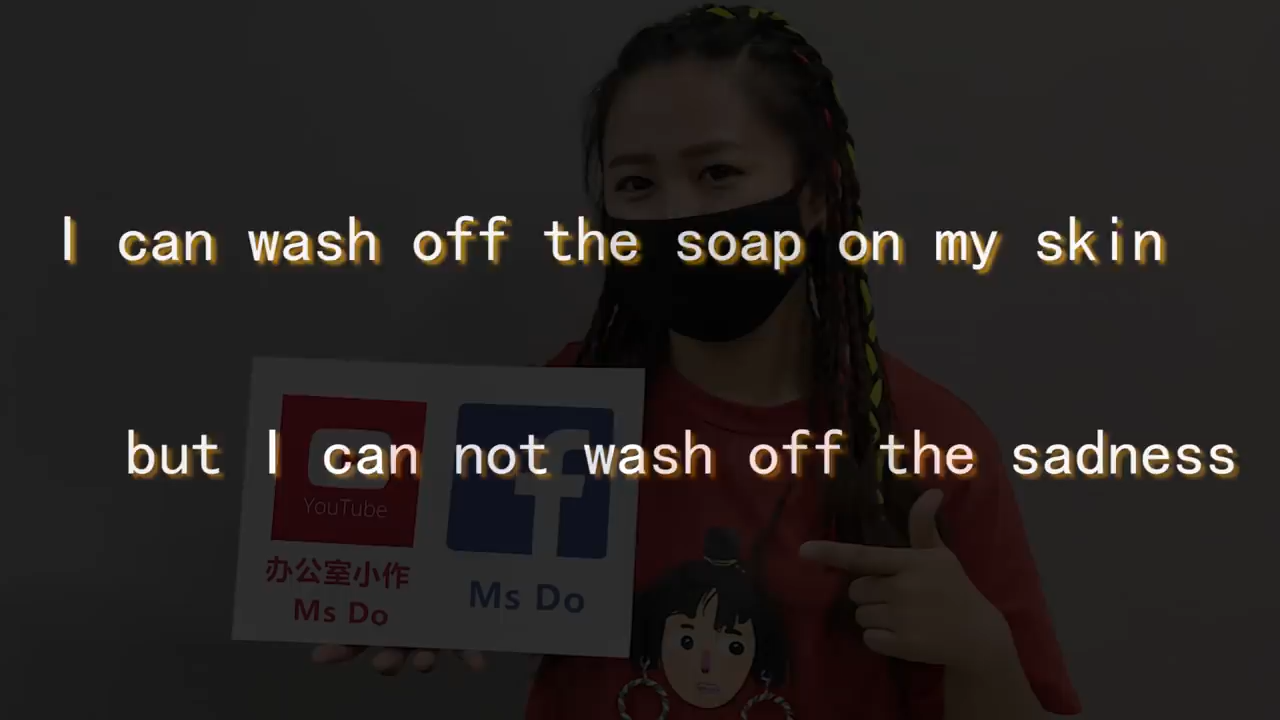 I can wash off the soap on my skin
but I can not wash off the sadness
YouTube
办公室小作
Ms Do
Ms Do